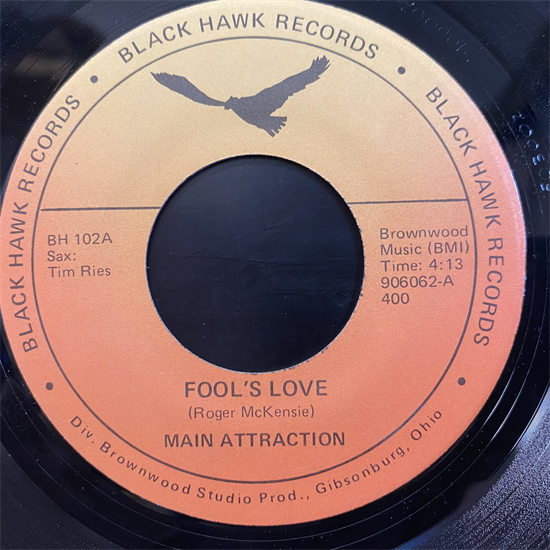 BLACK HAWK RECORDS • BLACK HAWK RECORDS • BLACK HAWK RECORDS
BH 102A
Sax:
Tim Ries
Brownwood
Music (BMI)
Time: 4:13
906062-A
400
FOOL'S LOVE
(Roger McKensie)
MAIN ATTRACTION
• Div. Brownwood Studio Prod., Gibsonburg, Ohio •